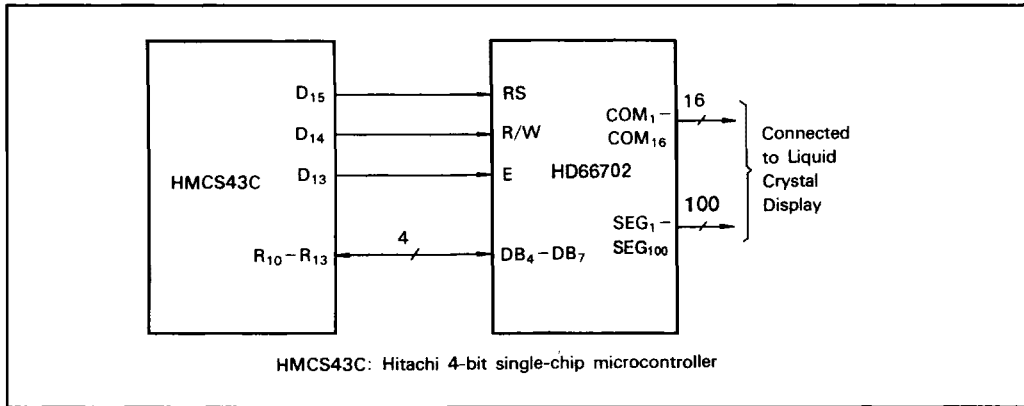 HMCS43C
D₁₅
D₁₄
D₁₃
R₁₀–R₁₃
4
RS
R/W
E
DB₄–DB₇
HD66702
COM₁–
COM₁₆
SEG₁–
SEG₁₀₀
16
100
Connected
to Liquid
Crystal
Display
HMCS43C: Hitachi 4-bit single-chip microcontroller